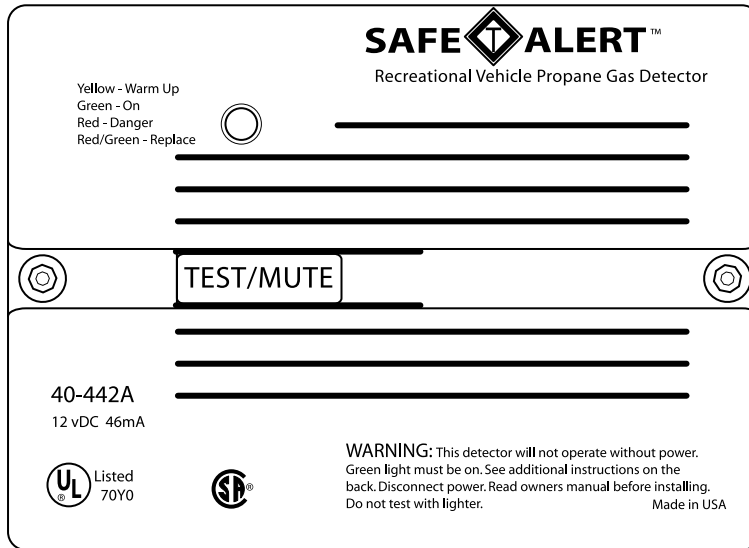 SAFE T ALERT™
Recreational Vehicle Propane Gas Detector
Yellow - Warm Up
Green - On
Red - Danger
Red/Green - Replace
TEST/MUTE
40-442A
12 vDC 46mA
UL® Listed
70Y0
SA®
WARNING: This detector will not operate without power.
Green light must be on. See additional instructions on the
back. Disconnect power. Read owners manual before installing.
Do not test with lighter.
Made in USA